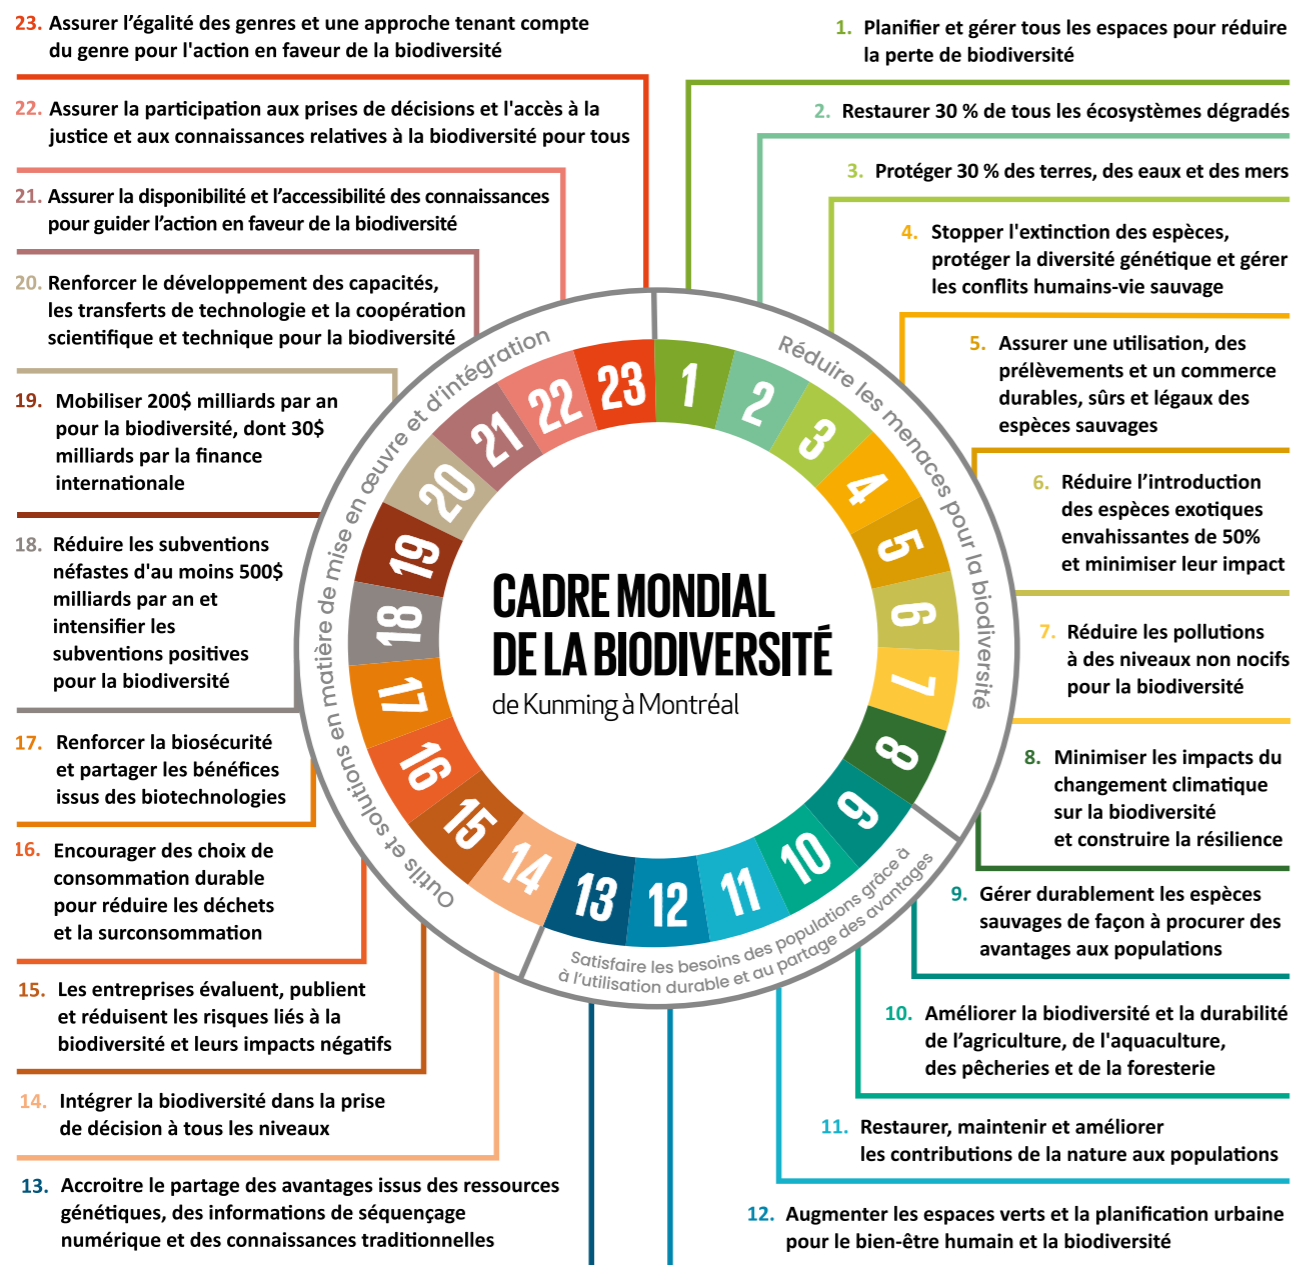 23. Assurer l’égalité des genres et une approche tenant compte
du genre pour l'action en faveur de la biodiversité
22. Assurer la participation aux prises de décisions et l'accès à la
justice et aux connaissances relatives à la biodiversité pour tous
21. Assurer la disponibilité et l’accessibilité des connaissances
pour guider l’action en faveur de la biodiversité
20. Renforcer le développement des capacités,
les transferts de technologie et la coopération
scientifique et technique pour la biodiversité
19. Mobiliser 200$ milliards par an
pour la biodiversité, dont 30$
milliards par la finance
internationale
18. Réduire les subventions
néfastes d'au moins 500$
milliards par an et
intensifier les
subventions positives
pour la biodiversité
17. Renforcer la biosécurité
et partager les bénéfices
issus des biotechnologies
16. Encourager des choix de
consommation durable
pour réduire les déchets
et la surconsommation
15. Les entreprises évaluent, publient
et réduisent les risques liés à la
biodiversité et leurs impacts négatifs
14. Intégrer la biodiversité dans la prise
de décision à tous les niveaux
13. Accroitre le partage des avantages issus des ressources
génétiques, des informations de séquençage
numérique et des connaissances traditionnelles
1. Planifier et gérer tous les espaces pour réduire
la perte de biodiversité
2. Restaurer 30 % de tous les écosystèmes dégradés
3. Protéger 30 % des terres, des eaux et des mers
4. Stopper l'extinction des espèces,
protéger la diversité génétique et gérer
les conflits humains-vie sauvage
5. Assurer une utilisation, des
prélèvements et un commerce
durables, sûrs et légaux des
espèces sauvages
6. Réduire l’introduction
des espèces exotiques
envahissantes de 50%
et minimiser leur impact
7. Réduire les pollutions
à des niveaux non nocifs
pour la biodiversité
8. Minimiser les impacts du
changement climatique
sur la biodiversité
et construire la résilience
9. Gérer durablement les espèces
sauvages de façon à procurer des
avantages aux populations
10. Améliorer la biodiversité et la durabilité
de l’agriculture, de l'aquaculture,
des pêcheries et de la foresterie
11. Restaurer, maintenir et améliorer
les contributions de la nature aux populations
12. Augmenter les espaces verts et la planification urbaine
pour le bien-être humain et la biodiversité
Réduire les menaces pour la biodiversité
Satisfaire les besoins des populations grâce à
à l’utilisation durable et au partage des avantages
Outils et solutions en matière de mise en œuvre et d’intégration
1
2
3
4
5
6
7
8
9
10
11
12
13
14
15
16
17
18
19
20
21
22
23
CADRE MONDIAL
DE LA BIODIVERSITÉ
de Kunming à Montréal